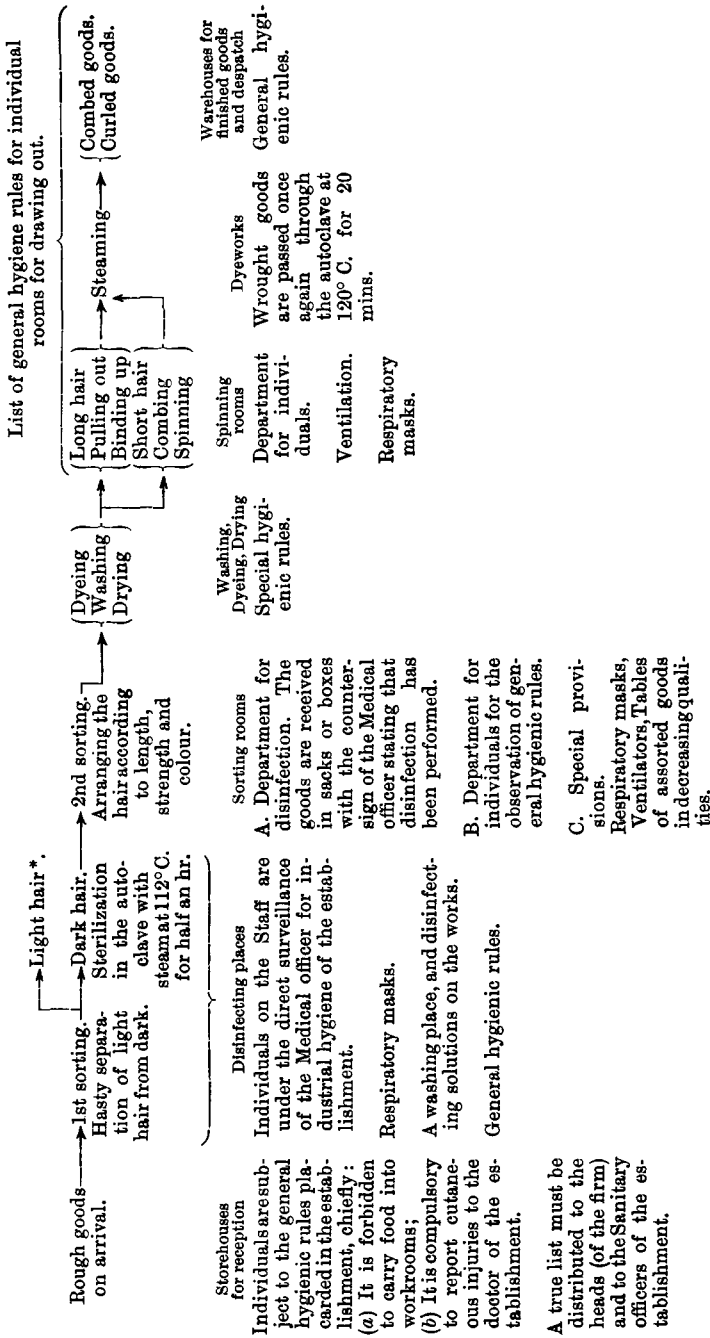 List of general hygiene rules for individual
rooms for drawing out.
Rough goods
on arrival.
1st sorting.
Hasty separa-
tion of light
hair from dark.
Light hair*.
Dark hair.
Sterilization
in the auto-
clave with
steam at 112° C.
for half an hr.
2nd sorting.
Arranging the
hair according
to length,
strength and
colour.
Dyeing
Washing
Drying
Long hair
Pulling out
Binding up
Short hair
Combing
Spinning
Steaming
Combed goods.
Curled goods.
Storehouses
for reception
Individuals are sub-
ject to the general
hygienic rules pla-
carded in the estab-
lishment, chiefly:
(a) It is forbidden
to carry food into
workrooms;
(b) It is compulsory
to report cutane-
ous injuries to the
doctor of the es-
tablishment.
A true list must be
distributed to the
heads (of the firm)
and to the Sanitary
officers of the es-
tablishment.
Disinfecting places
Individuals on the Staff are
under the direct surveillance
of the Medical officer for in-
dustrial hygiene of the estab-
lishment.
Respiratory masks.
A washing place, and disinfect-
ing solutions on the works.
General hygienic rules.
Sorting rooms
A. Department for
disinfection. The
goods are received
in sacks or boxes
with the counter-
sign of the Medical
officer stating that
disinfection has
been performed.
B. Department for
individuals for the
observation of gen-
eral hygienic rules.
C. Special provi-
sions.
Respiratory masks,
Ventilators, Tables
of assorted goods
in decreasing quali-
ties.
Washing,
Dyeing, Drying
Special hygi-
enic rules.
Spinning
rooms
Department
for indivi-
duals.
Ventilation.
Respiratory
masks.
Dyeworks
Wrought goods
are passed once
again through
the autoclave at
120° C. for 20
mins.
Warehouses for
finished goods
and despatch
General hygi-
enic rules.